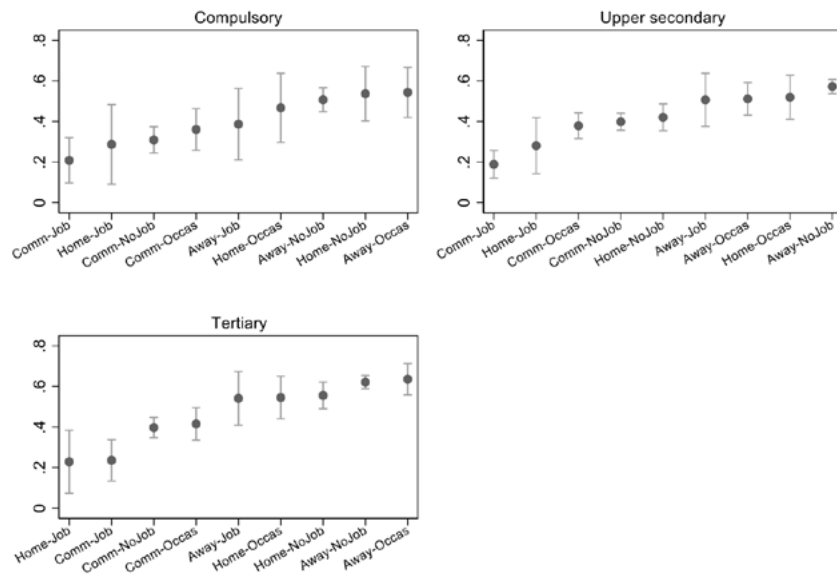 Compulsory
.8
.6
.4
.2
0
Comm-Job
Home-Job
Comm-NoJob
Comm-Occas
Away-Job
Home-Occas
Away-NoJob
Home-NoJob
Away-Occas
Upper secondary
.8
.6
.4
.2
0
Comm-Job
Home-Job
Comm-Occas
Comm-NoJob
Home-NoJob
Away-Job
Away-Occas
Home-Occas
Away-NoJob
Tertiary
.8
.6
.4
.2
0
Home-Job
Comm-Job
Comm-NoJob
Comm-Occas
Away-Job
Home-Occas
Home-NoJob
Away-NoJob
Away-Occas